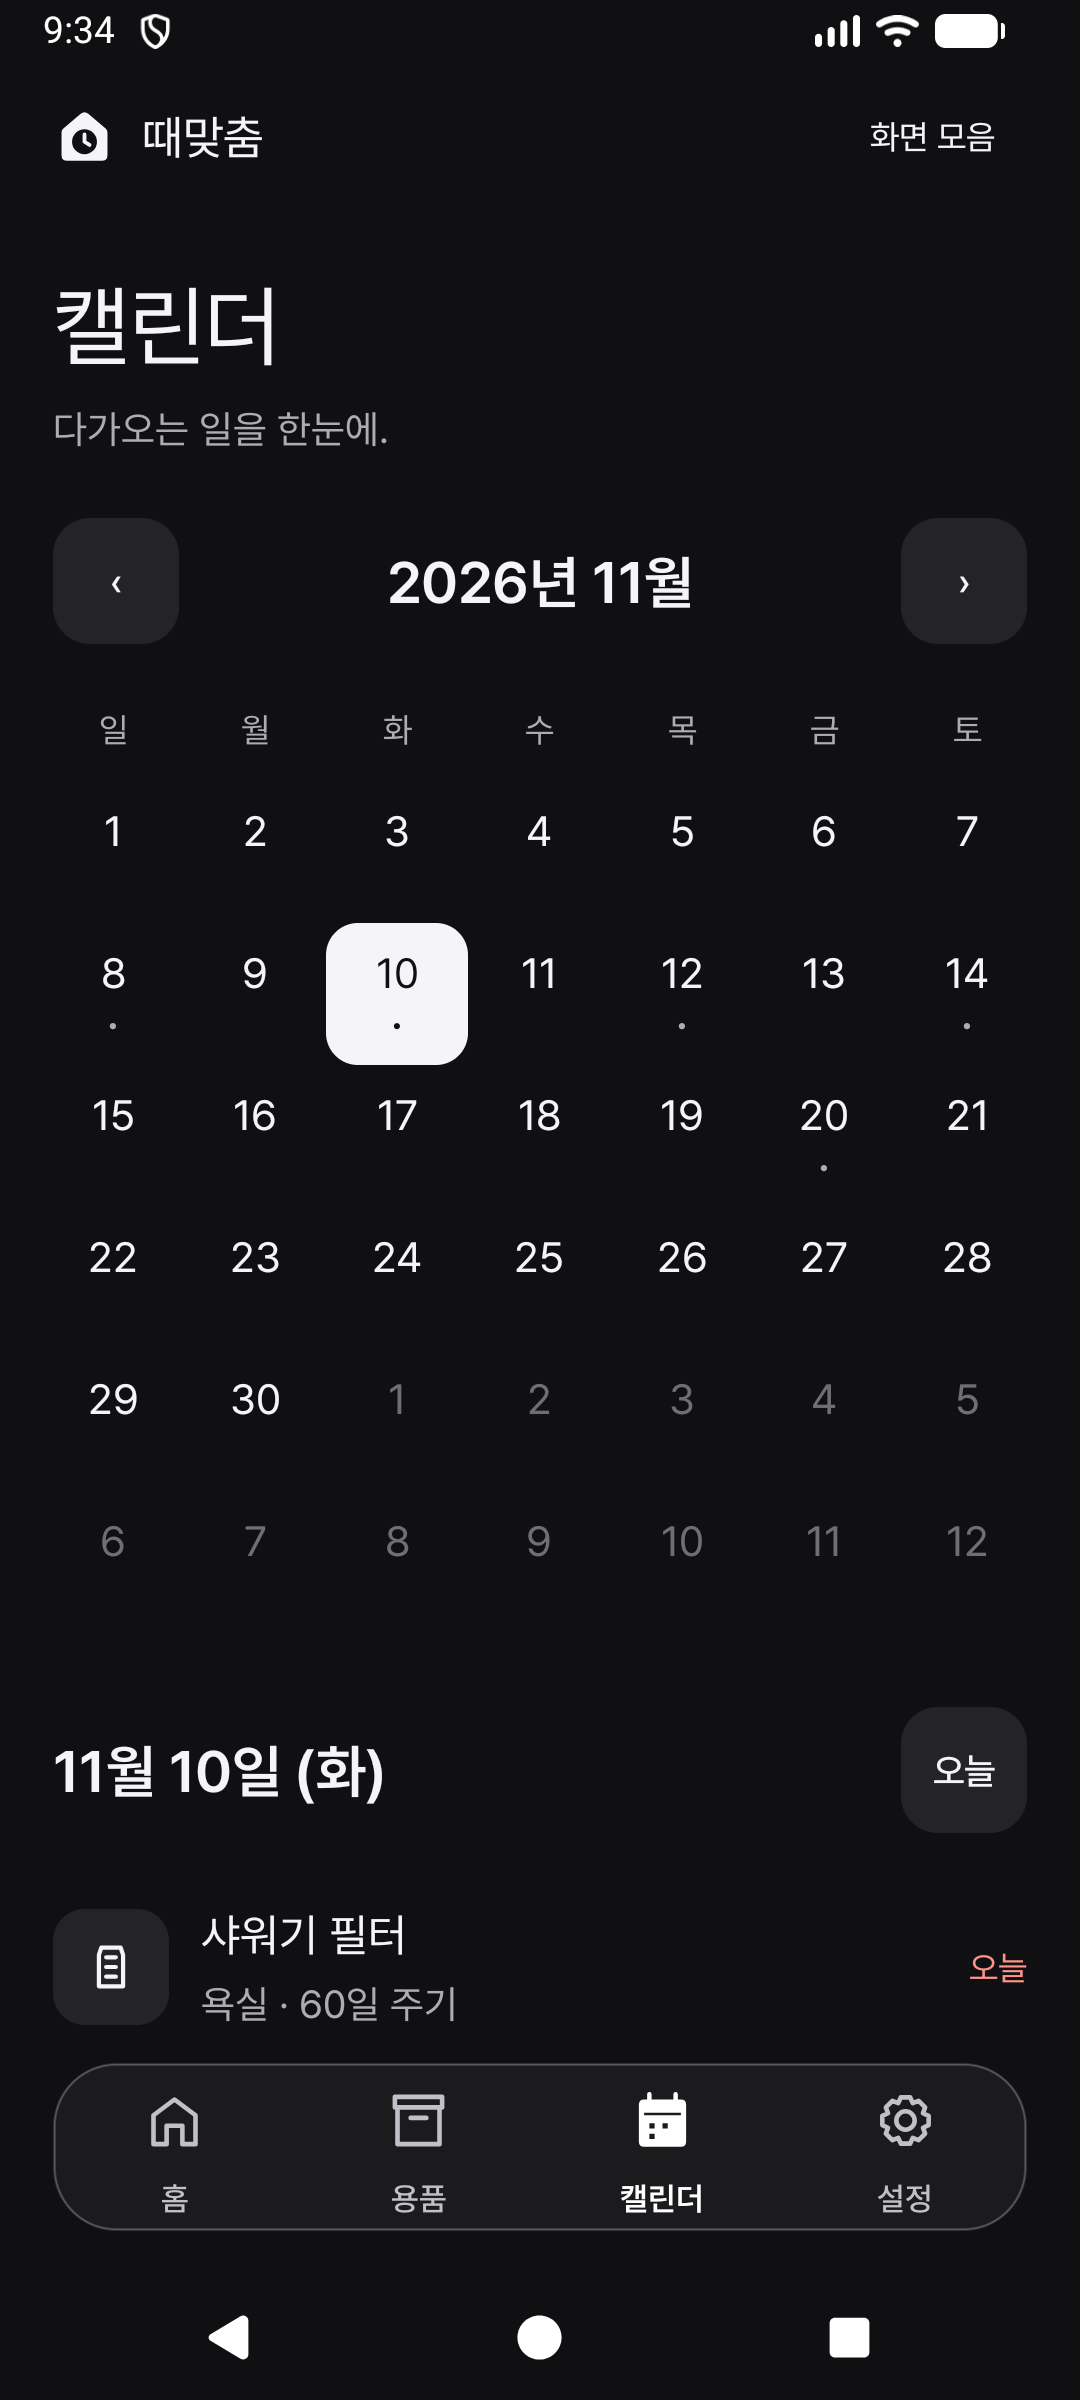 9:34
때맞춤
화면 모음
캘린더
다가오는 일을 한눈에.
‹ 2026년 11월 ›
일 월 화 수 목 금 토
1 2 3 4 5 6 7
8 9 10 11 12 13 14
15 16 17 18 19 20 21
22 23 24 25 26 27 28
29 30 1 2 3 4 5
6 7 8 9 10 11 12
11월 10일 (화)
오늘
샤워기 필터
욕실 · 60일 주기
오늘
홈 용품 캘린더 설정